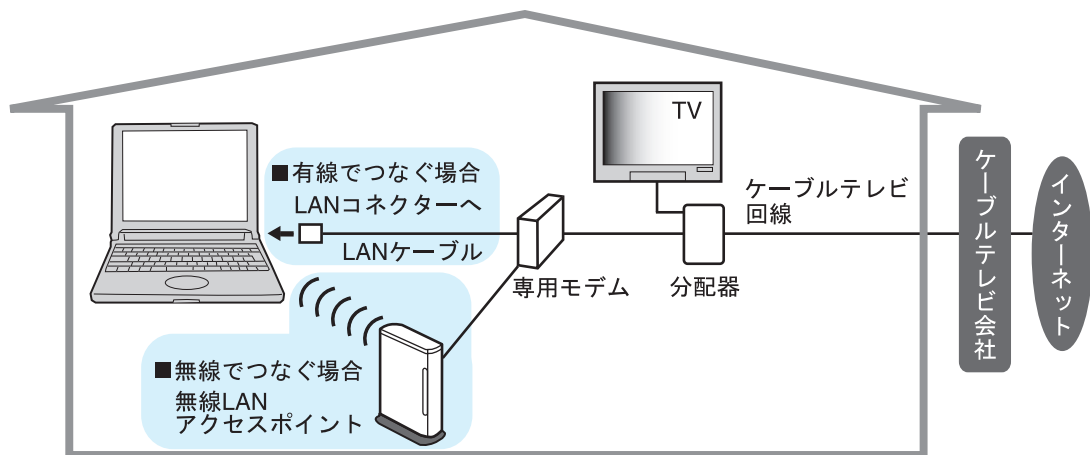 TV
■有線でつなぐ場合
LANコネクターへ
LANケーブル
ケーブルテレビ
回線
専用モデム
分配器
■無線でつなぐ場合
無線LAN
アクセスポイント
ケーブルテレビ会社
インターネット